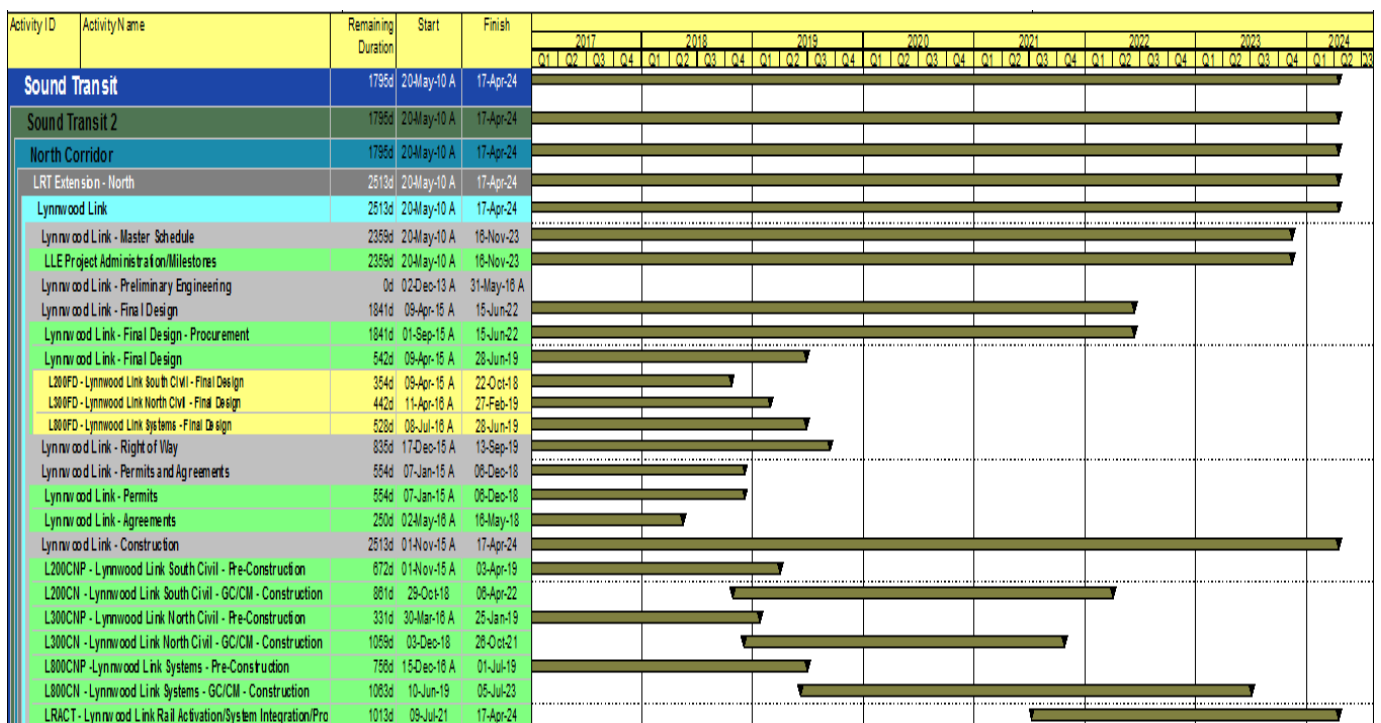 Activity ID Activity Name Remaining Duration Start Finish
2017 2018 2019 2020 2021 2022 2023 2024
Q1 Q2 Q3 Q4 Q1 Q2 Q3 Q4 Q1 Q2 Q3 Q4 Q1 Q2 Q3 Q4 Q1 Q2 Q3 Q4 Q1 Q2 Q3 Q4 Q1 Q2 Q3 Q4 Q1 Q2 Q3
Sound Transit 1795d 20-May-10 A 17-Apr-24
Sound Transit 2 1795d 20-May-10 A 17-Apr-24
North Corridor 1795d 20-May-10 A 17-Apr-24
LRT Extension - North 2513d 20-May-10 A 17-Apr-24
Lynnwood Link 2513d 20-May-10 A 17-Apr-24
Lynnwood Link - Master Schedule 2359d 20-May-10 A 16-Nov-23
LLE Project Administration/Milestones 2359d 20-May-10 A 16-Nov-23
Lynnwood Link - Preliminary Engineering 0d 02-Dec-13 A 31-May-16 A
Lynnwood Link - Final Design 1841d 09-Apr-15 A 15-Jun-22
Lynnwood Link - Final Design - Procurement 1841d 01-Sep-15 A 15-Jun-22
Lynnwood Link - Final Design 542d 09-Apr-15 A 28-Jun-19
L200FD - Lynnwood Link South Civil - Final Design 354d 09-Apr-15 A 22-Oct-18
L300FD - Lynnwood Link North Civil - Final Design 442d 11-Apr-16 A 27-Feb-19
L800FD - Lynnwood Link Systems - Final Design 528d 08-Jul-16 A 28-Jun-19
Lynnwood Link - Right of Way 835d 17-Dec-15 A 13-Sep-19
Lynnwood Link - Permits and Agreements 554d 07-Jan-15 A 06-Dec-18
Lynnwood Link - Permits 554d 07-Jan-15 A 06-Dec-18
Lynnwood Link - Agreements 250d 02-May-16 A 16-May-18
Lynnwood Link - Construction 2513d 01-Nov-15 A 17-Apr-24
L200CNP - Lynnwood Link South Civil - Pre-Construction 672d 01-Nov-15 A 03-Apr-19
L200CN - Lynnwood Link South Civil - GC/CM - Construction 861d 29-Oct-18 06-Apr-22
L300CNP - Lynnwood Link North Civil - Pre-Construction 331d 30-Mar-16 A 25-Jan-19
L300CN - Lynnwood Link North Civil - GC/CM - Construction 1059d 03-Dec-18 26-Oct-21
L800CNP -Lynnwood Link Systems - Pre-Construction 756d 15-Dec-16 A 01-Jul-19
L800CN - Lynnwood Link Systems - GC/CM - Construction 1063d 10-Jun-19 05-Jul-23
LRACT - Lynnwood Link Rail Activation/System Integration/Pro 1013d 09-Jul-21 17-Apr-24